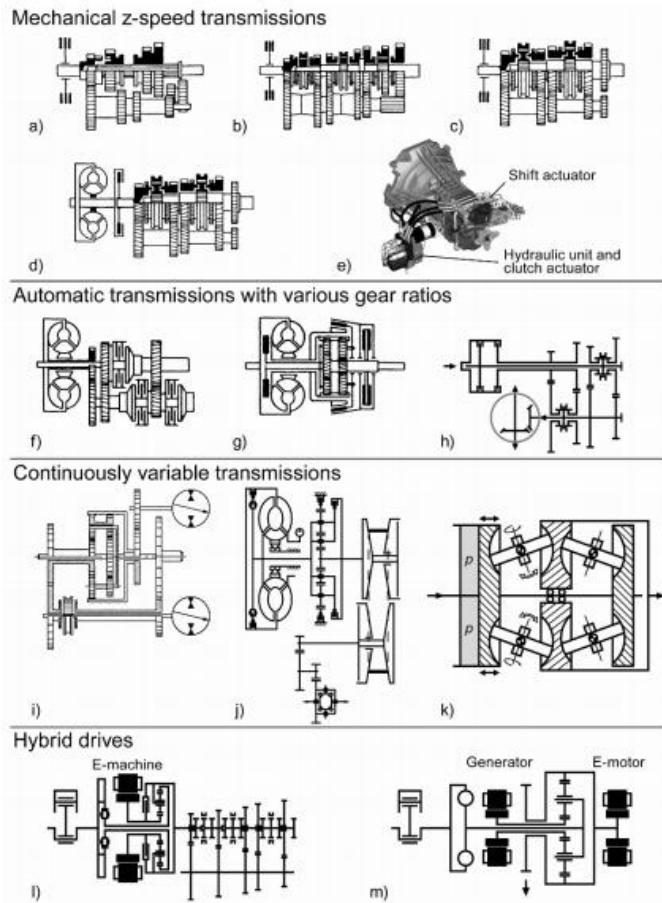 Mechanical z-speed transmissions
a)
b)
c)
Shift actuator
Hydraulic unit and
clutch actuator
d)
e)
Automatic transmissions with various gear ratios
f)
g)
h)
Continuously variable transmissions
p
p
i)
j)
k)
Hybrid drives
E-machine
Generator
E-motor
l)
m)